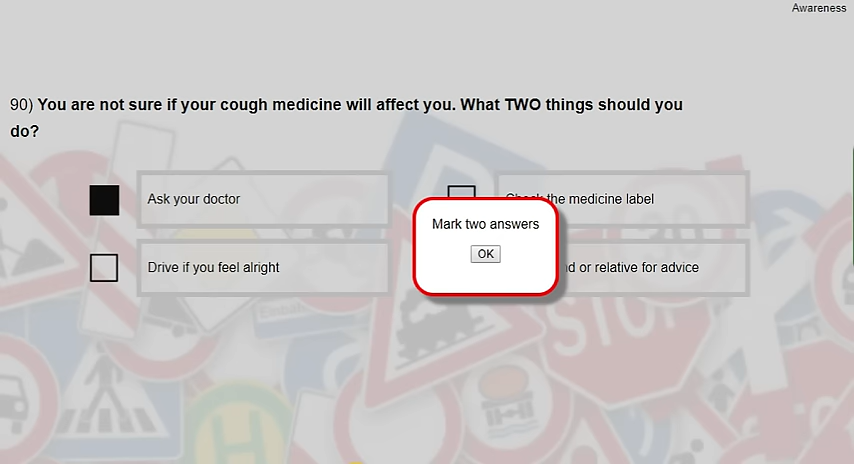 Awareness
90) You are not sure if your cough medicine will affect you. What TWO things should you
do?
Ask your doctor
Check the medicine label
Mark two answers
OK
Drive if you feel alright
or relative for advice
STOP